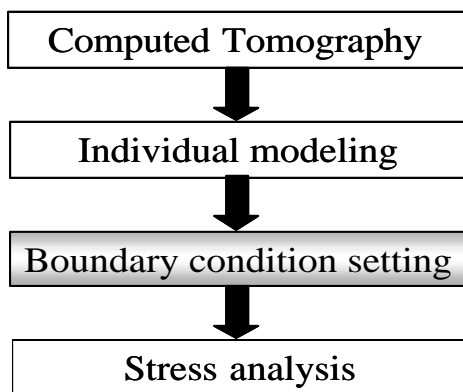 Computed Tomography
Individual modeling
Boundary condition setting
Stress analysis